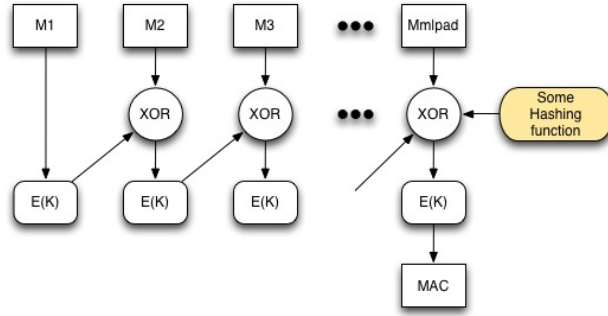 M1
M2
M3
Mmlpad
XOR
XOR
XOR
Some
Hashing
function
E(K)
E(K)
E(K)
E(K)
MAC